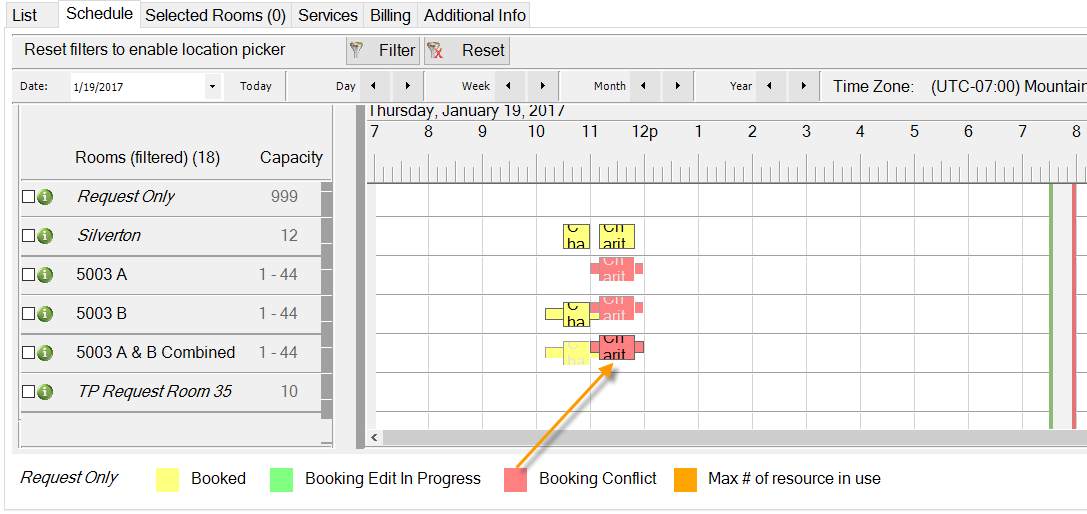 List Schedule Selected Rooms (0) Services Billing Additional Info
Reset filters to enable location picker Filter Reset
Date: 1/19/2017 Today Day Week Month Year Time Zone: (UTC-07:00) Mountain
Thursday, January 19, 2017
7 8 9 10 11 12p 1 2 3 4 5 6 7 8
Rooms (filtered) (18) Capacity
Request Only 999
Silverton 12
C Ch
ha arit
5003 A 1 - 44
Ch
arit
5003 B 1 - 44
C Ch
ha arit
5003 A & B Combined 1 - 44
C Ch
ha arit
TP Request Room 35 10
Request Only Booked Booking Edit In Progress Booking Conflict Max # of resource in use